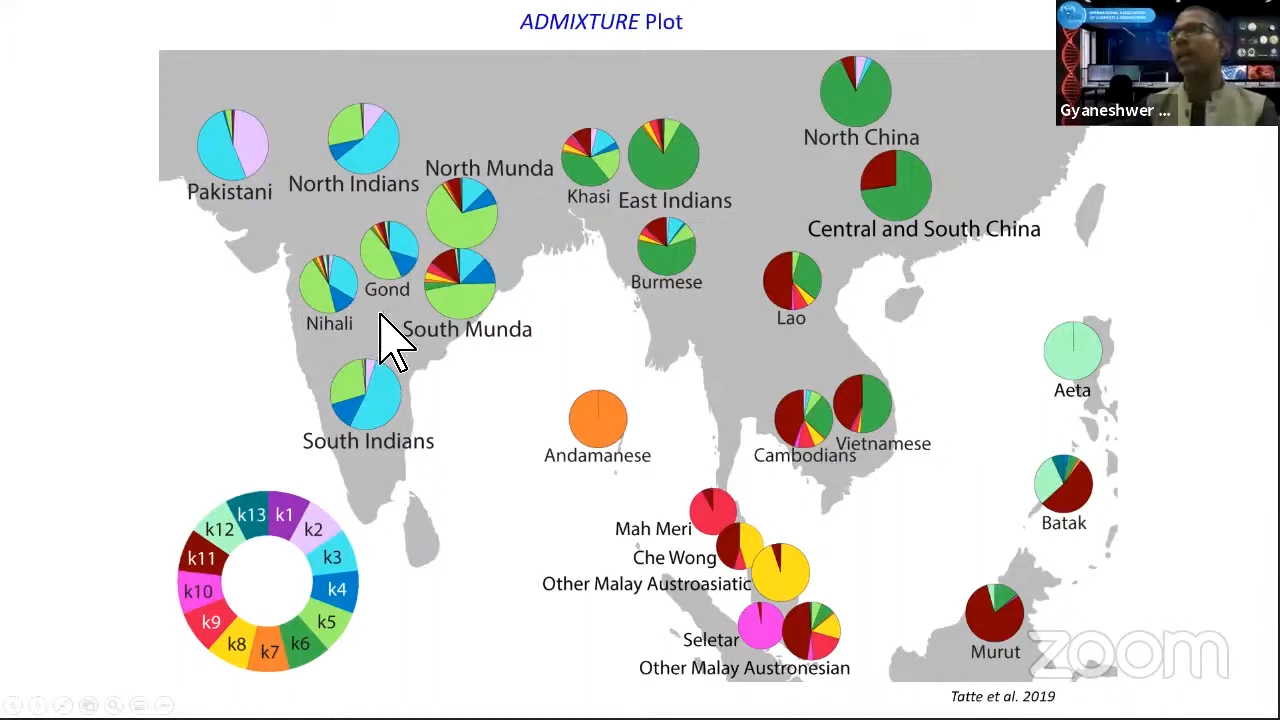 ADMIXTURE Plot
INTERNATIONAL ASSOCIATION
Gyaneshwer ...
North China
Pakistani
North Indians
North Munda
Khasi
East Indians
Central and South China
Gond
Burmese
Nihali
South Munda
Lao
Aeta
South Indians
Andamanese
Cambodians
Vietnamese
Batak
k13
k1
k12
k2
k11
k3
k10
k4
k9
k5
k8
k7
k6
Mah Meri
Che Wong
Other Malay Austroasiatic
Seletar
Other Malay Austronesian
Murut
zoom
Tatte et al. 2019